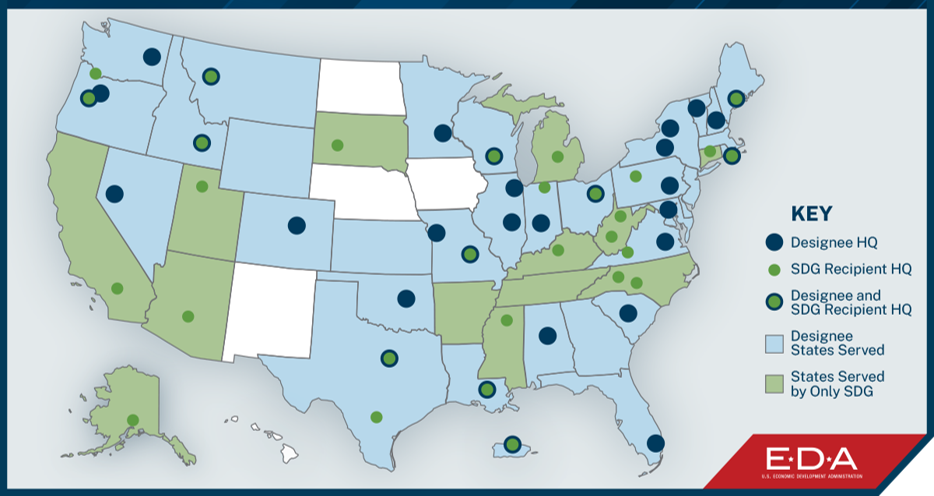 KEY
Designee HQ
SDG Recipient HQ
Designee and
SDG Recipient HQ
Designee
States Served
States Served
by Only SDG
E★D★A
U.S. ECONOMIC DEVELOPMENT ADMINISTRATION